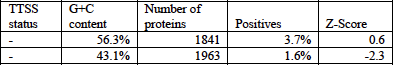 TTSS status G+C content Number of proteins Positives Z-Score
- 56.3% 1841 3.7% 0.6
- 43.1% 1963 1.6% -2.3